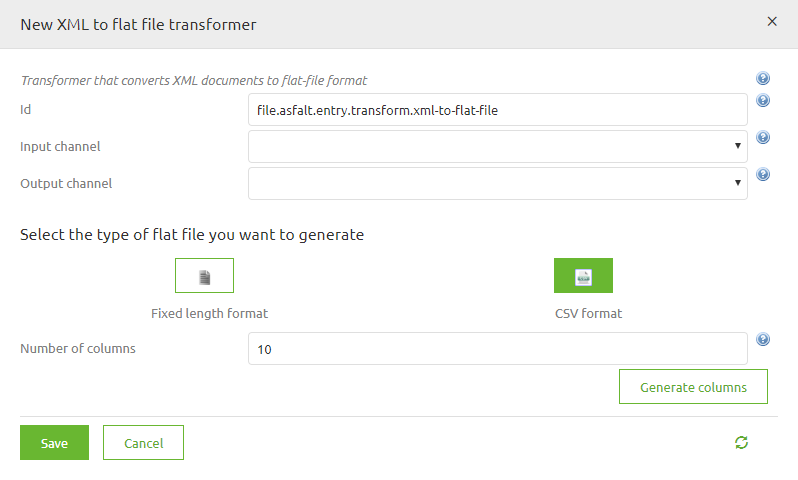 New XML to flat file transformer
Transformer that converts XML documents to flat-file format
Id
file.asfalt.entry.transform.xml-to-flat-file
Input channel
Output channel
Select the type of flat file you want to generate
Fixed length format
CSV format
Number of columns
10
Generate columns
Save
Cancel